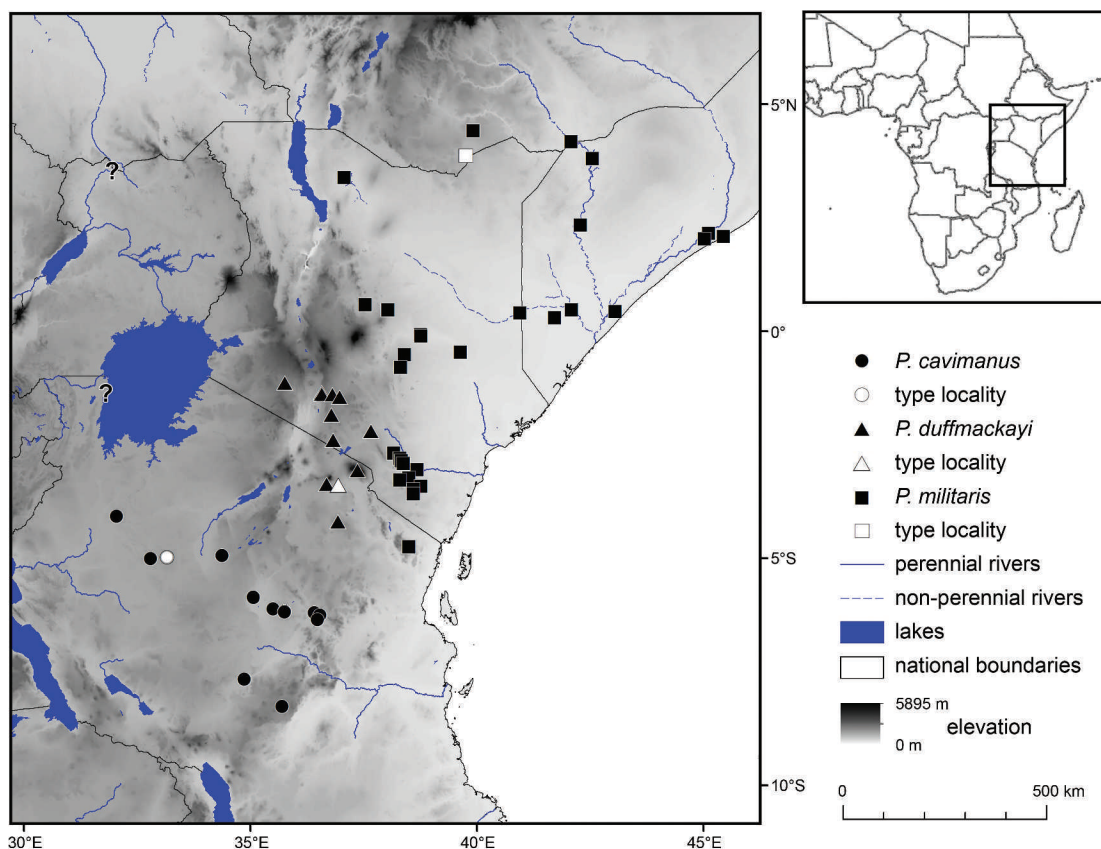 ?
?
5°N
0°
5°S
10°S
30°E
35°E
40°E
45°E
P. cavimanus
type locality
P. duffmackayi
type locality
P. militaris
type locality
perennial rivers
non-perennial rivers
lakes
national boundaries
5895 m
elevation
0 m
0
500 km